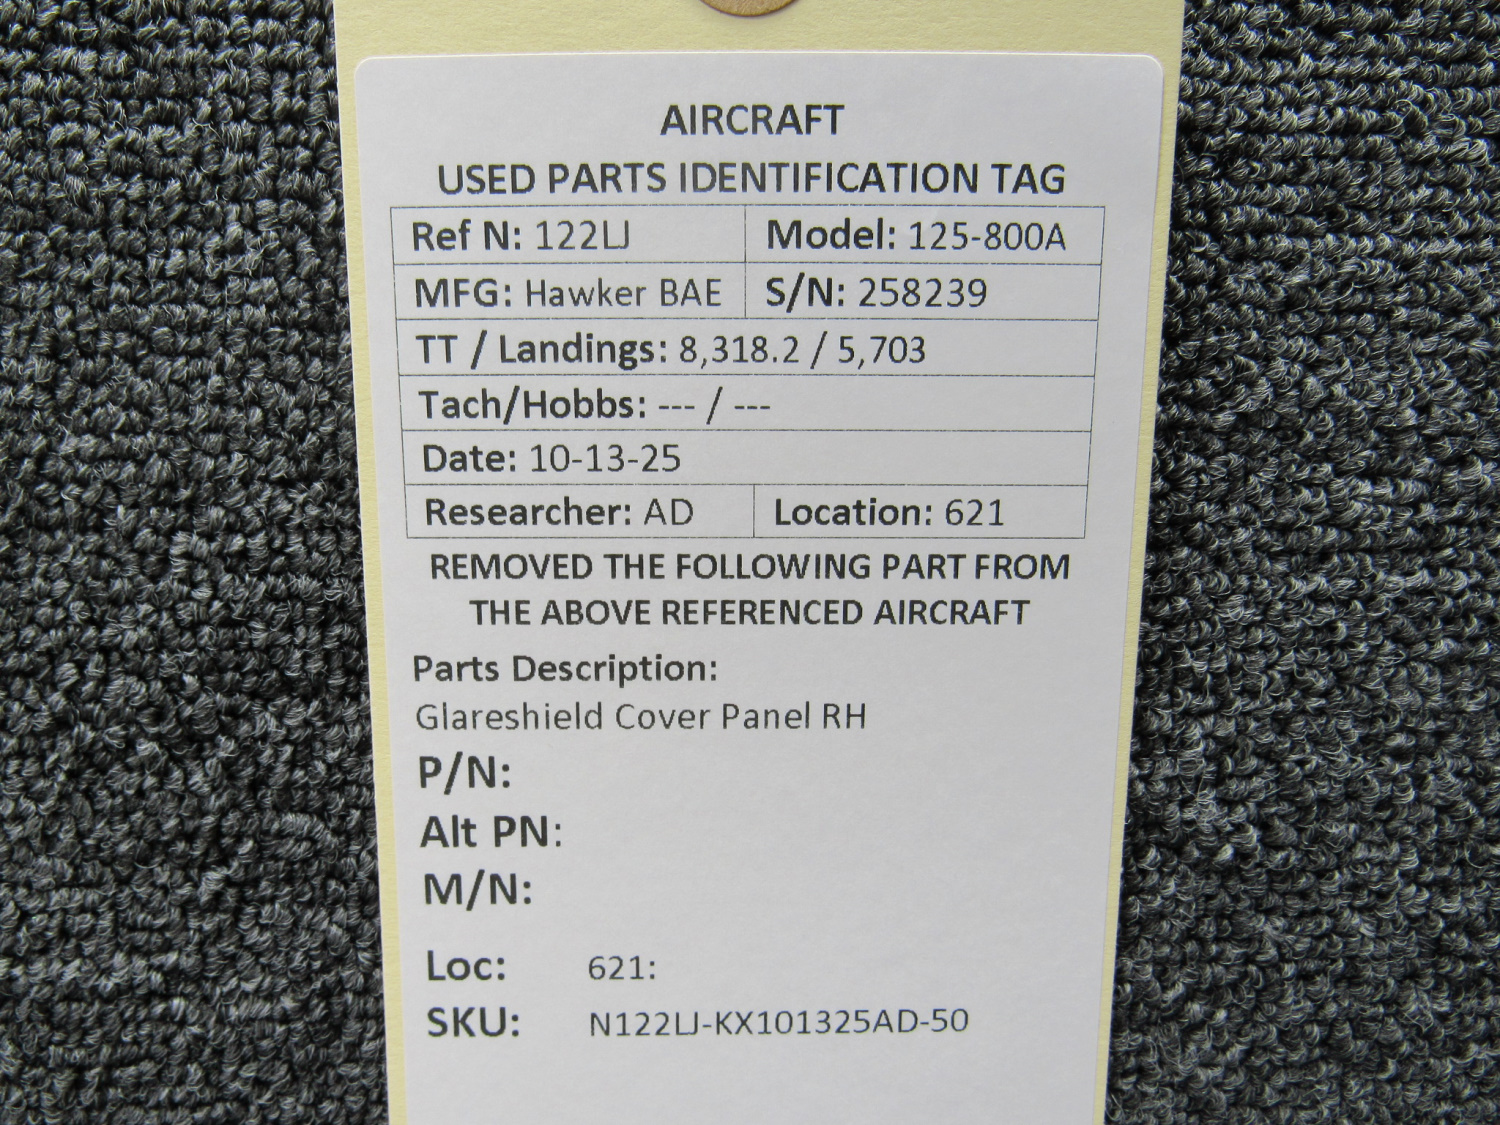 AIRCRAFT
USED PARTS IDENTIFICATION TAG
Ref N: 122LJ Model: 125-800A
MFG: Hawker BAE S/N: 258239
TT / Landings: 8,318.2 / 5,703
Tach/Hobbs: --- / ---
Date: 10-13-25
Researcher: AD Location: 621
REMOVED THE FOLLOWING PART FROM
THE ABOVE REFERENCED AIRCRAFT
Parts Description:
Glareshield Cover Panel RH
P/N:
Alt PN:
M/N:
Loc: 621:
SKU: N122LJ-KX101325AD-50